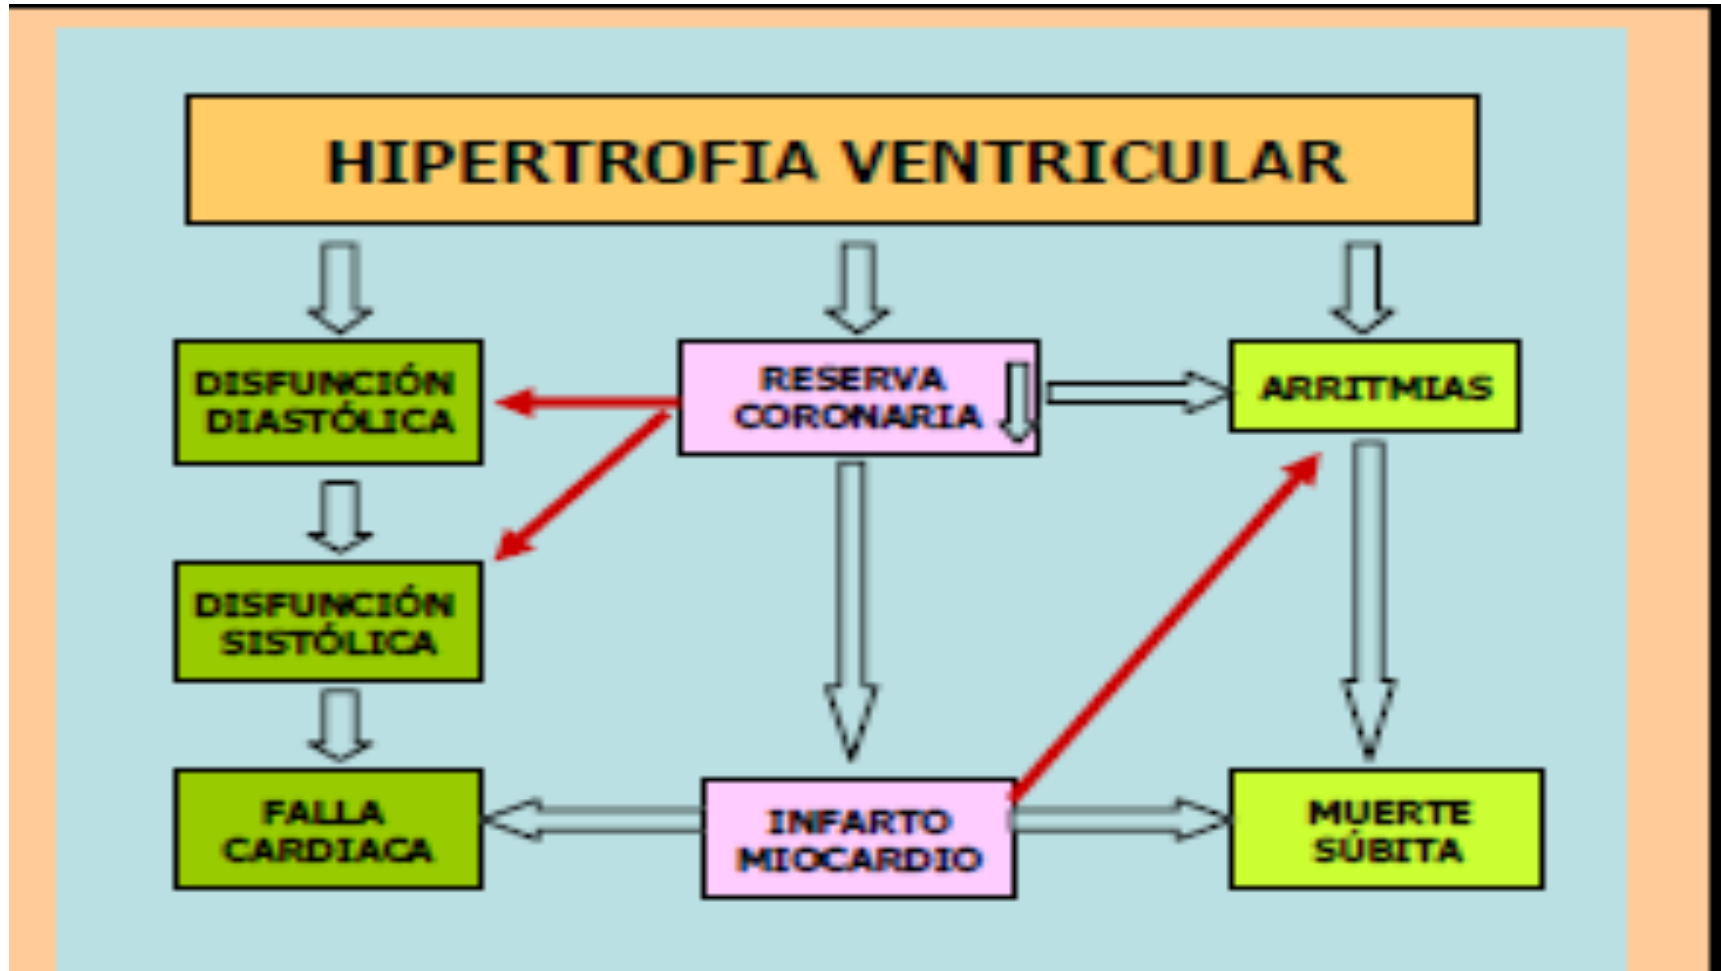 HIPERTROFIA VENTRICULAR
DISFUNCIÓN
DIASTÓLICA
RESERVA
CORONARIA
ARRITMIAS
DISFUNCIÓN
SISTÓLICA
FALLA
CARDIACA
INFARTO
MIOCARDIO
MUERTE
SÚBITA